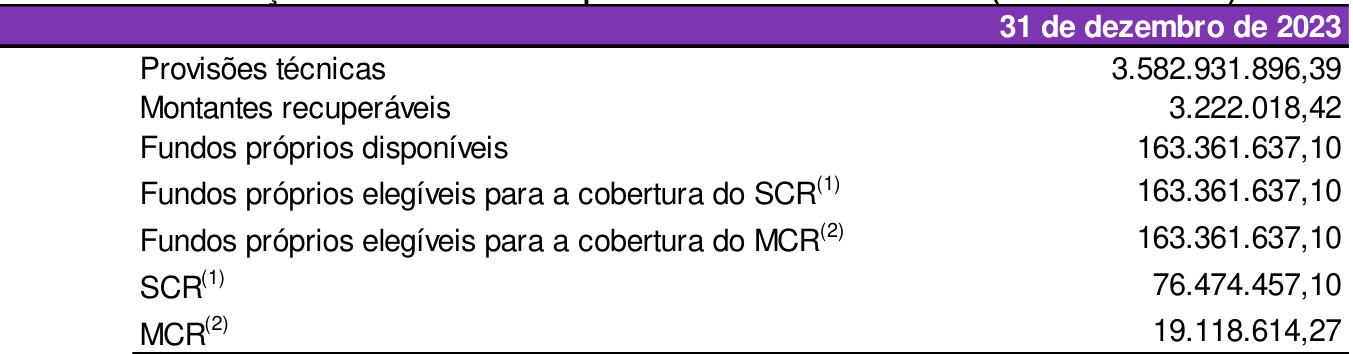 31 de dezembro de 2023
Provisões técnicas 3.582.931.896,39
Montantes recuperáveis 3.222.018,42
Fundos próprios disponíveis 163.361.637,10
Fundos próprios elegíveis para a cobertura do SCR(1) 163.361.637,10
Fundos próprios elegíveis para a cobertura do MCR(2) 163.361.637,10
SCR(1) 76.474.457,10
MCR(2) 19.118.614,27